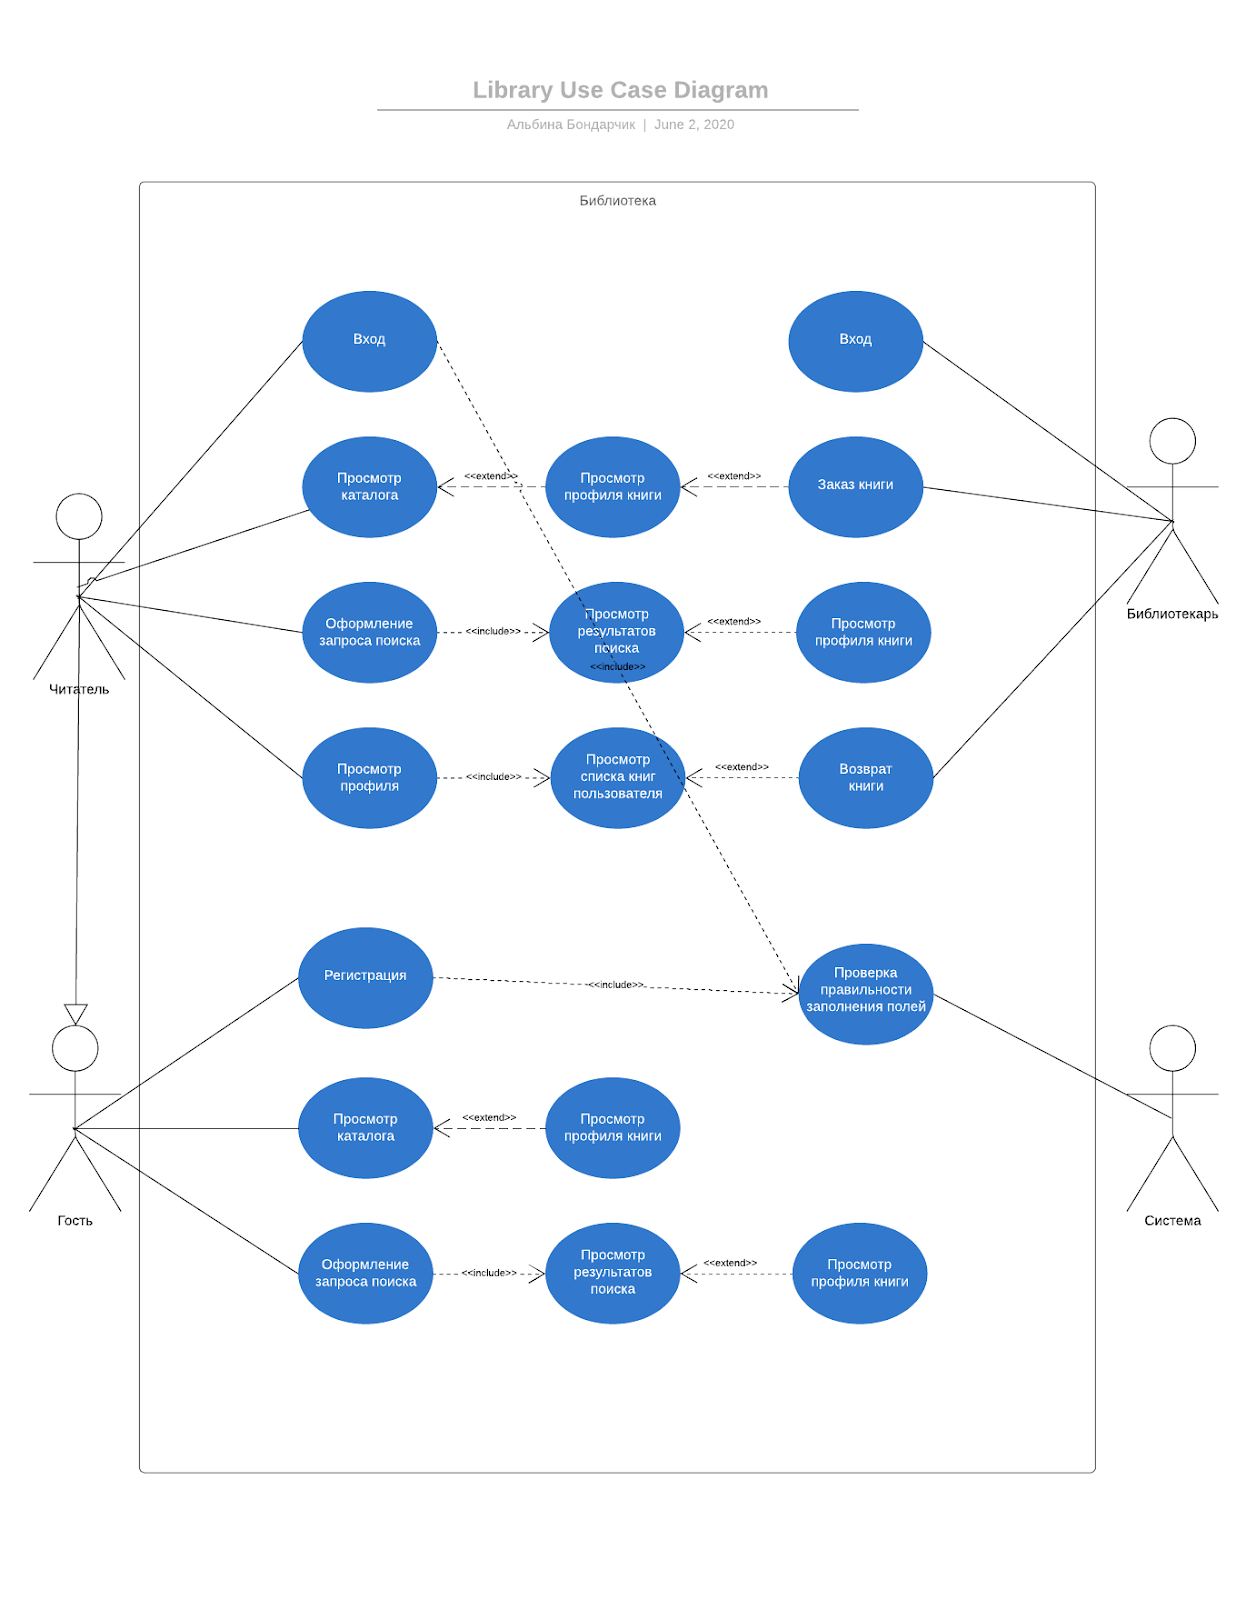 Library Use Case Diagram
Альбина Бондарчик | June 2, 2020
Библиотека
Вход
Вход
Просмотр
каталога
<<extend>>
Просмотр
профиля книги
<<extend>>
Заказ книги
Оформление
запроса поиска
<<include>>
Просмотр
результатов
поиска
<<include>>
<<extend>>
Просмотр
профиля книги
Библиотекарь
Читатель
Просмотр
профиля
<<include>>
Просмотр
списка книг
пользователя
<<extend>>
Возврат
книги
Регистрация
<<include>>
Проверка
правильности
заполнения полей
Просмотр
каталога
<<extend>>
Просмотр
профиля книги
Гость
Система
Оформление
запроса поиска
<<include>>
Просмотр
результатов
поиска
<<extend>>
Просмотр
профиля книги